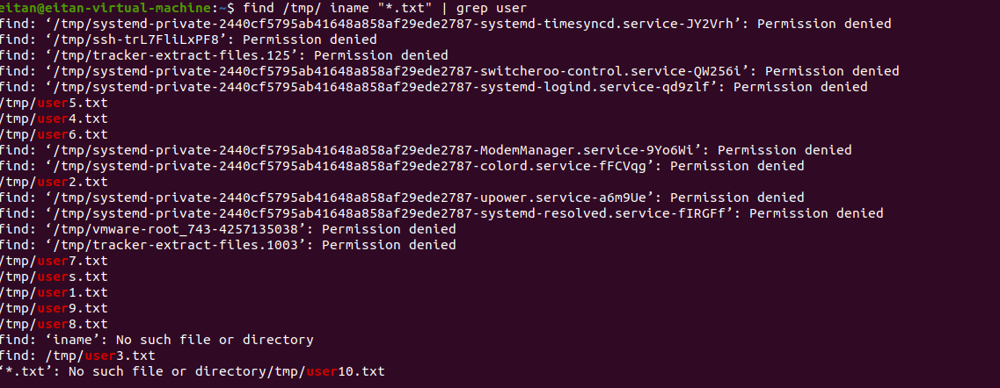 eitan@eitan-virtual-machine:~$ find /tmp/ iname "*.txt" | grep user
find: ‘/tmp/systemd-private-2440cf5795ab41648a858af29ede2787-systemd-timesyncd.service-JY2Vrh’: Permission denied
find: ‘/tmp/ssh-trL7FliLxPF8’: Permission denied
find: ‘/tmp/tracker-extract-files.125’: Permission denied
find: ‘/tmp/systemd-private-2440cf5795ab41648a858af29ede2787-switcheroo-control.service-QW256i’: Permission denied
find: ‘/tmp/systemd-private-2440cf5795ab41648a858af29ede2787-systemd-logind.service-qd9zlf’: Permission denied
/tmp/user5.txt
/tmp/user4.txt
/tmp/user6.txt
find: ‘/tmp/systemd-private-2440cf5795ab41648a858af29ede2787-ModemManager.service-9Yo6Wi’: Permission denied
find: ‘/tmp/systemd-private-2440cf5795ab41648a858af29ede2787-colord.service-fFCVqg’: Permission denied
/tmp/user2.txt
find: ‘/tmp/systemd-private-2440cf5795ab41648a858af29ede2787-upower.service-a6m9Ue’: Permission denied
find: ‘/tmp/systemd-private-2440cf5795ab41648a858af29ede2787-systemd-resolved.service-fIRGFf’: Permission denied
find: ‘/tmp/vmware-root_743-4257135038’: Permission denied
find: ‘/tmp/tracker-extract-files.1003’: Permission denied
/tmp/user7.txt
/tmp/users.txt
/tmp/user1.txt
/tmp/user9.txt
/tmp/user8.txt
find: ‘iname’: No such file or directory
find: /tmp/user3.txt
‘*.txt’: No such file or directory/tmp/user10.txt